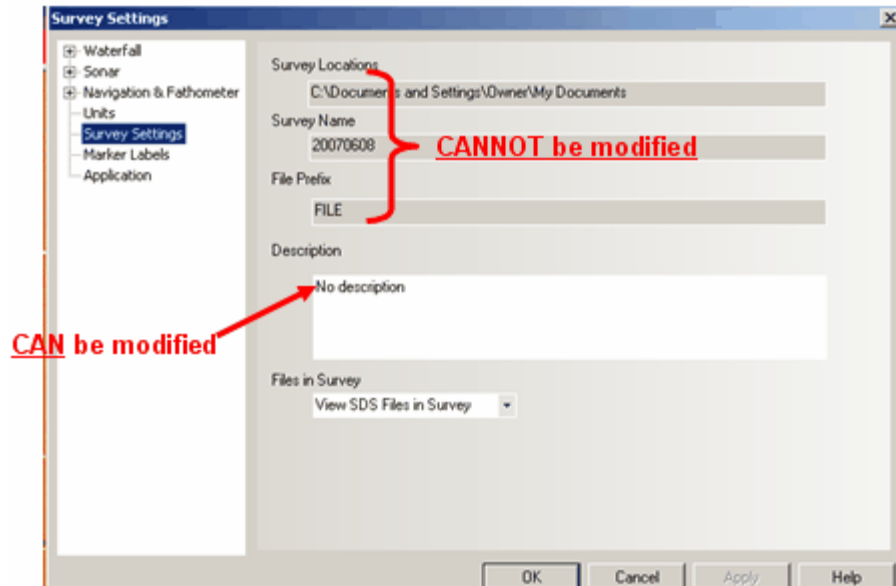 Survey Settings
Waterfall
Sonar
Navigation & Fathometer
Units
Survey Settings
Marker Labels
Application
Survey Locations
C:\Documents and Settings\Owner\My Documents
Survey Name
20070608
CANNOT be modified
File Prefix
FILE
Description
No description
CAN be modified
Files in Survey
View SDS Files in Survey
OK
Cancel
Apply
Help